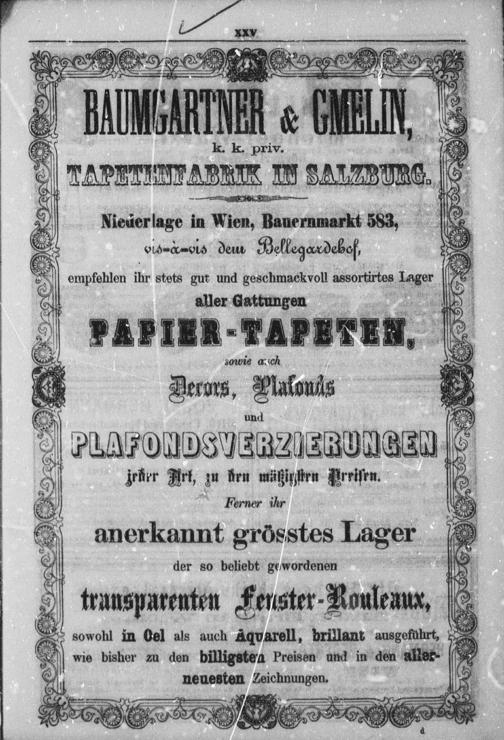 XXV
BAUMGARTNER & GMELIN,
k. k. priv.
TAPETENFABRIK IN SALZBURG.
Niederlage in Wien, Bauernmarkt 583,
vis-à-vis dem Bellegardehof,
empfehlen ihr stets gut und geschmackvoll assortirtes Lager
aller Gattungen
PAPIER-TAPETEN,
sowie auch
Decors, Plafonds
und
PLAFONDSVERZIERUNGEN
jeder Art, zu den mäßigsten Preisen.
Ferner ihr
anerkannt grösstes Lager
der so beliebt gewordenen
transparenten Fenster-Rouleaux,
sowohl in Oel als auch Aquarell, brillant ausgeführt,
wie bisher zu den billigsten Preisen und in den aller-
neuesten Zeichnungen.
d